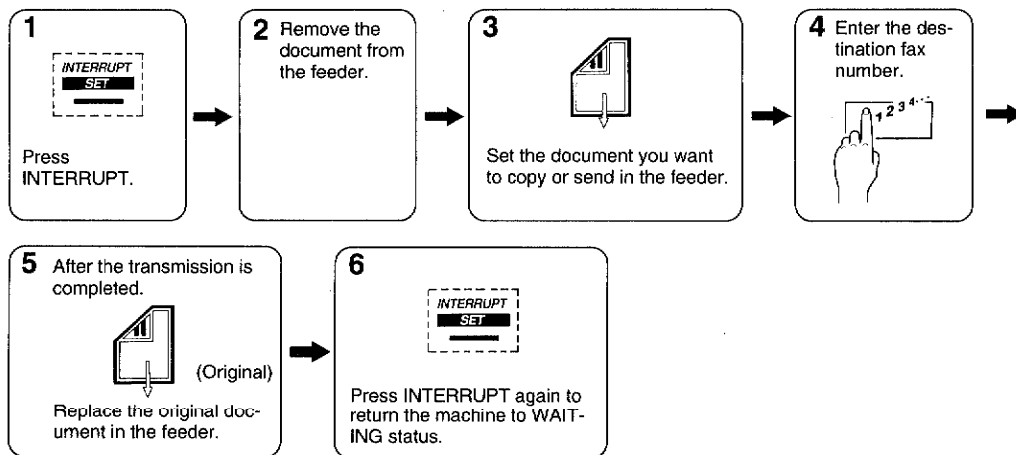 1
INTERRUPT
SET
Press
INTERRUPT.
2 Remove the
document from
the feeder.
3
Set the document you want
to copy or send in the feeder.
4 Enter the des-
tination fax
number.
1 2 3 4...
5 After the transmission is
completed.
(Original)
Replace the original doc-
ument in the feeder.
6
INTERRUPT
SET
Press INTERRUPT again to
return the machine to WAIT-
ING status.